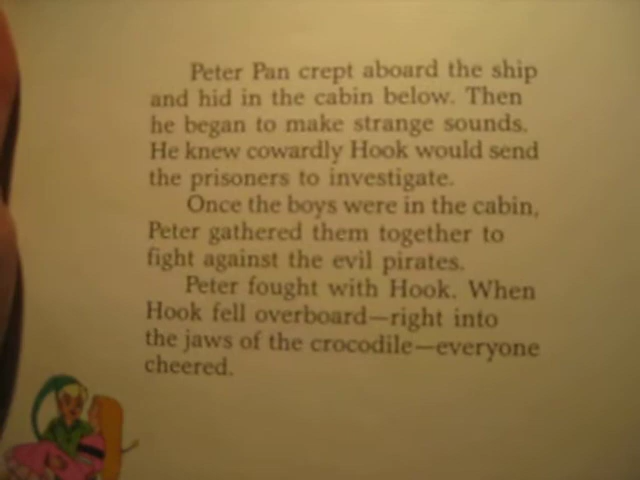 Peter Pan crept aboard the ship
and hid in the cabin below. Then
he began to make strange sounds.
He knew cowardly Hook would send
the prisoners to investigate.
Once the boys were in the cabin,
Peter gathered them together to
fight against the evil pirates.
Peter fought with Hook. When
Hook fell overboard—right into
the jaws of the crocodile—everyone
cheered.